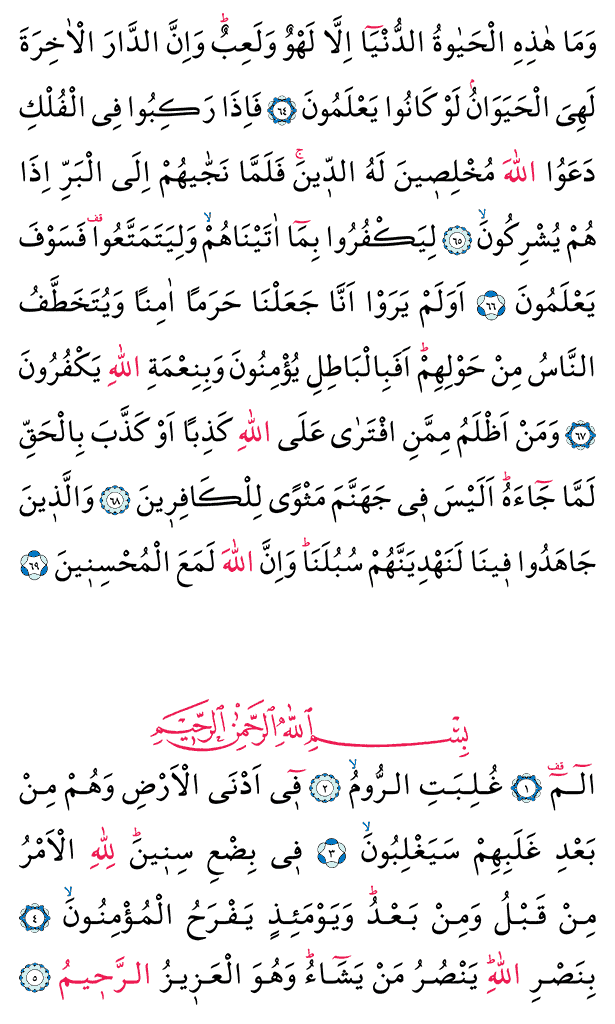 وَمَا هٰذِهِ الْحَيٰوةُ الدُّنْيَٓا اِلَّا لَهْوٌ وَلَعِبٌۜ وَاِنَّ الدَّارَ الْاٰخِرَةَ
لَهِيَ الْحَيَوَانُۢ لَوْ كَانُوا يَعْلَمُونَ ﴿٦٤﴾ فَاِذَا رَكِبُوا فِي الْفُلْكِ
دَعَوُا اللّٰهَ مُخْلِص۪ينَ لَهُ الدّ۪ينَۚ فَلَمَّا نَجّٰيهُمْ اِلَى الْبَرِّ اِذَا
هُمْ يُشْرِكُونَۙ ﴿٦٥﴾ لِيَكْفُرُوا بِمَٓا اٰتَيْنَاهُمْۙ وَلِيَتَمَتَّعُوا۠ فَسَوْفَ
يَعْلَمُونَ ﴿٦٦﴾ اَوَلَمْ يَرَوْا اَنَّا جَعَلْنَا حَرَمًا اٰمِنًا وَيُتَخَطَّفُ
النَّاسُ مِنْ حَوْلِهِمْۜ اَفَبِالْبَاطِلِ يُؤْمِنُونَ وَبِنِعْمَةِ اللّٰهِ يَكْفُرُونَ
﴿٦٧﴾ وَمَنْ اَظْلَمُ مِمَّنِ افْتَرٰى عَلَى اللّٰهِ كَذِبًا اَوْ كَذَّبَ بِالْحَقِّ
لَمَّا جَٓاءَهُۜ اَلَيْسَ ف۪ي جَهَنَّمَ مَثْوًى لِلْكَافِر۪ينَ ﴿٦٨﴾ وَالَّذ۪ينَ
جَاهَدُوا ف۪ينَا لَنَهْدِيَنَّهُمْ سُبُلَنَاۜ وَاِنَّ اللّٰهَ لَمَعَ الْمُحْسِن۪ينَ ﴿٦٩﴾
بِسْمِ اللّٰهِ الرَّحْمٰنِ الرَّح۪يمِ
الٓمٓۗ ﴿١﴾ غُلِبَتِ الرُّومُۙ ﴿٢﴾ ف۪ٓي اَدْنَى الْاَرْضِ وَهُمْ مِنْ
بَعْدِ غَلَبِهِمْ سَيَغْلِبُونَۙ ﴿٣﴾ ف۪ي بِضْعِ سِن۪ينَۜ لِلّٰهِ الْاَمْرُ
مِنْ قَبْلُ وَمِنْ بَعْدُۜ وَيَوْمَئِذٍ يَفْرَحُ الْمُؤْمِنُونَۙ ﴿٤﴾
بِنَصْرِ اللّٰهِۜ يَنْصُرُ مَنْ يَشَٓاءُۜ وَهُوَ الْعَز۪يزُ الرَّح۪يمُ ﴿٥﴾